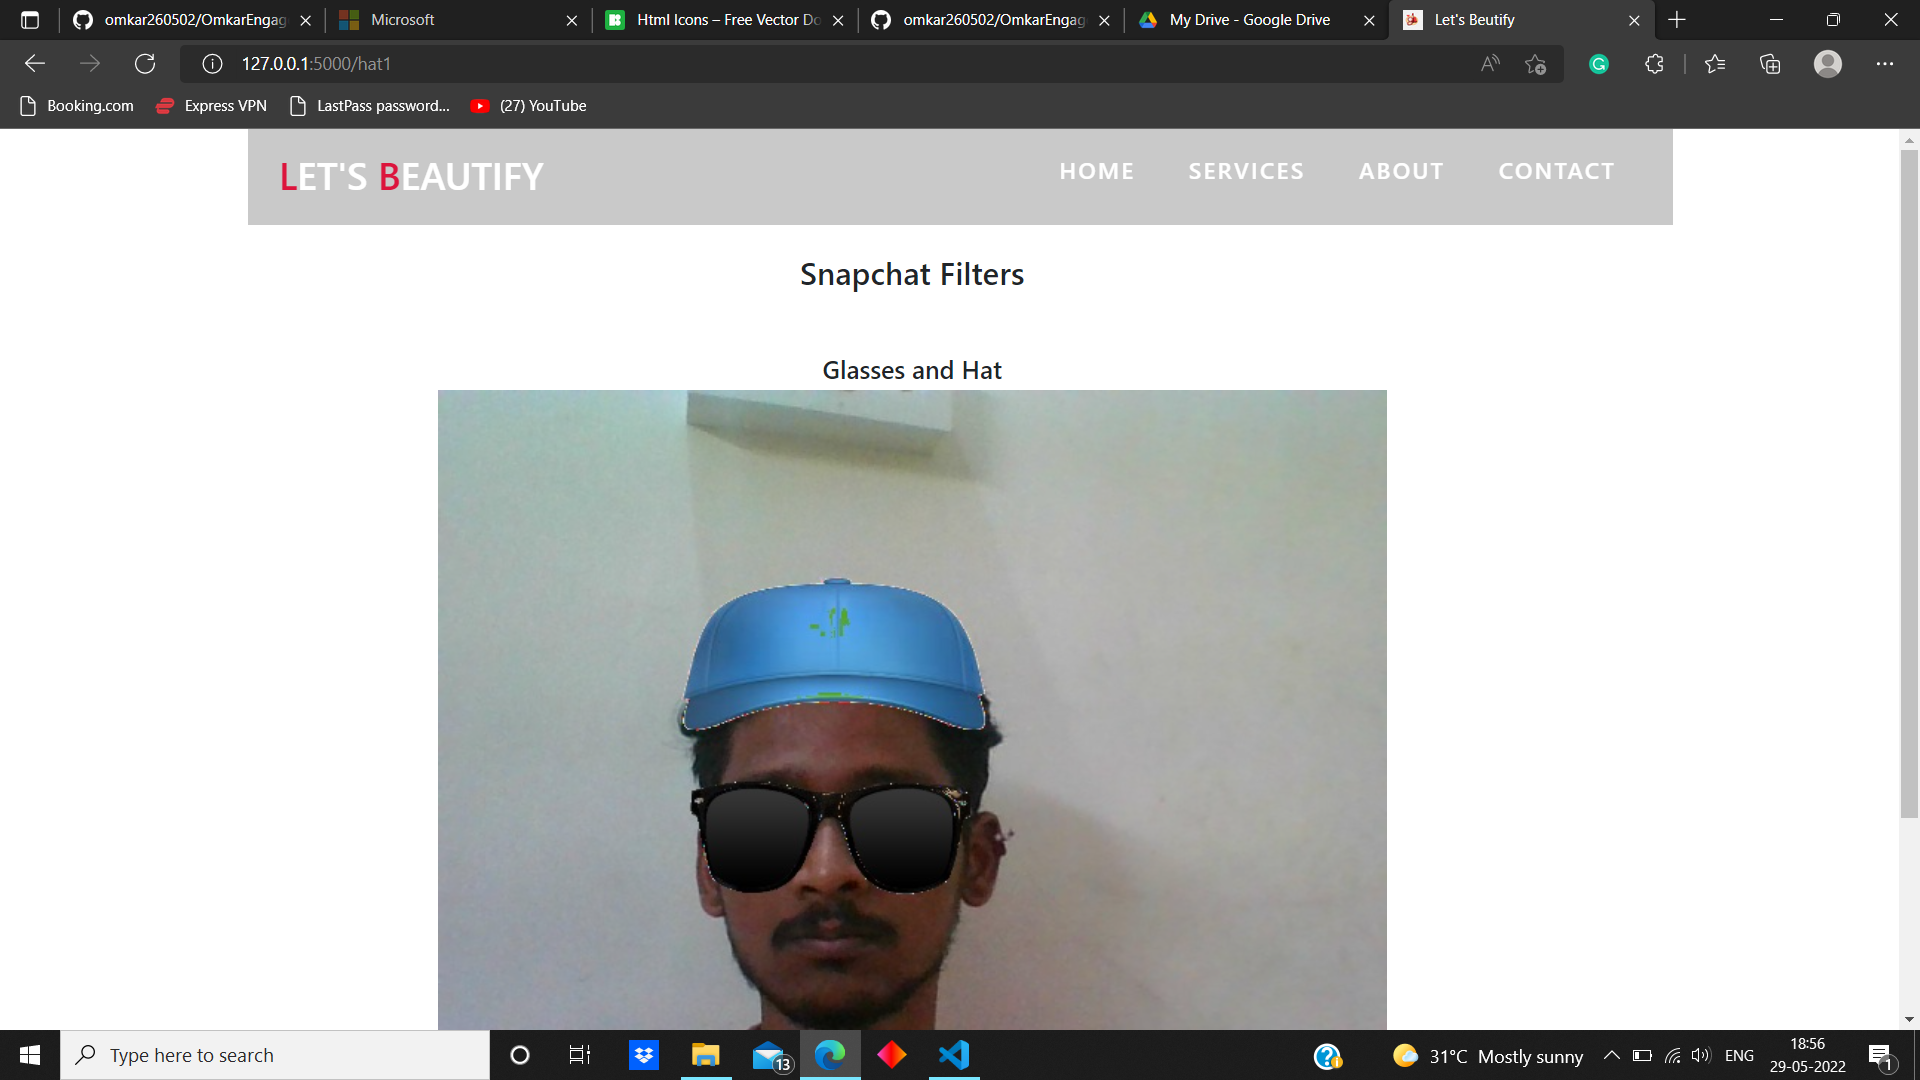 omkar260502/OmkarEngag
Microsoft
Html Icons – Free Vector Do
omkar260502/OmkarEngag
My Drive - Google Drive
Let's Beutify
127.0.0.1:5000/hat1
Booking.com
Express VPN
LastPass password...
(27) YouTube
LET'S BEAUTIFY
HOME
SERVICES
ABOUT
CONTACT
Snapchat Filters
Glasses and Hat
Type here to search
13
31°C Mostly sunny
ENG
18:56
29-05-2022
1